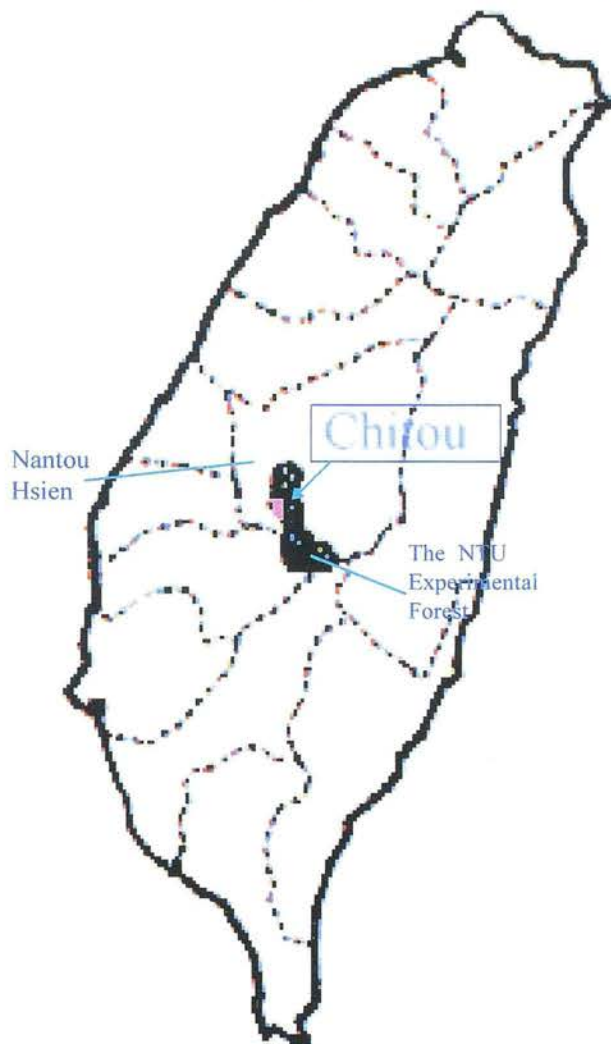 Chitou
Nantou
Hsien
The NTU
Experimental
Forest